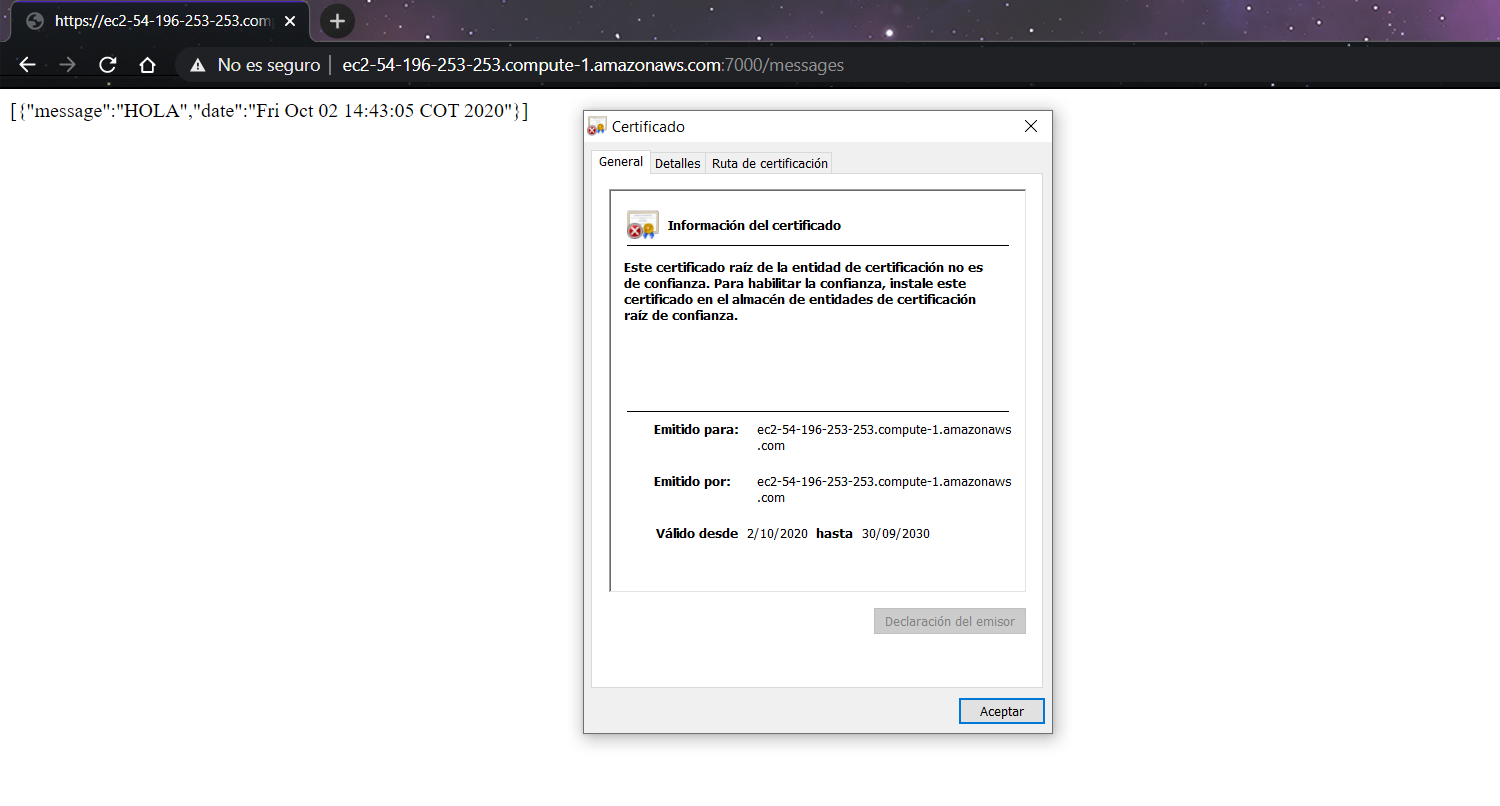 https://ec2-54-196-253-253.com
No es seguro | ec2-54-196-253-253.compute-1.amazonaws.com:7000/messages
[{"message":"HOLA","date":"Fri Oct 02 14:43:05 COT 2020"}]
Certificado
General Detalles Ruta de certificación
Información del certificado
Este certificado raíz de la entidad de certificación no es
de confianza. Para habilitar la confianza, instale este
certificado en el almacén de entidades de certificación
raíz de confianza.
Emitido para: ec2-54-196-253-253.compute-1.amazonaws
.com
Emitido por: ec2-54-196-253-253.compute-1.amazonaws
.com
Válido desde 2/10/2020 hasta 30/09/2030
Declaración del emisor
Aceptar